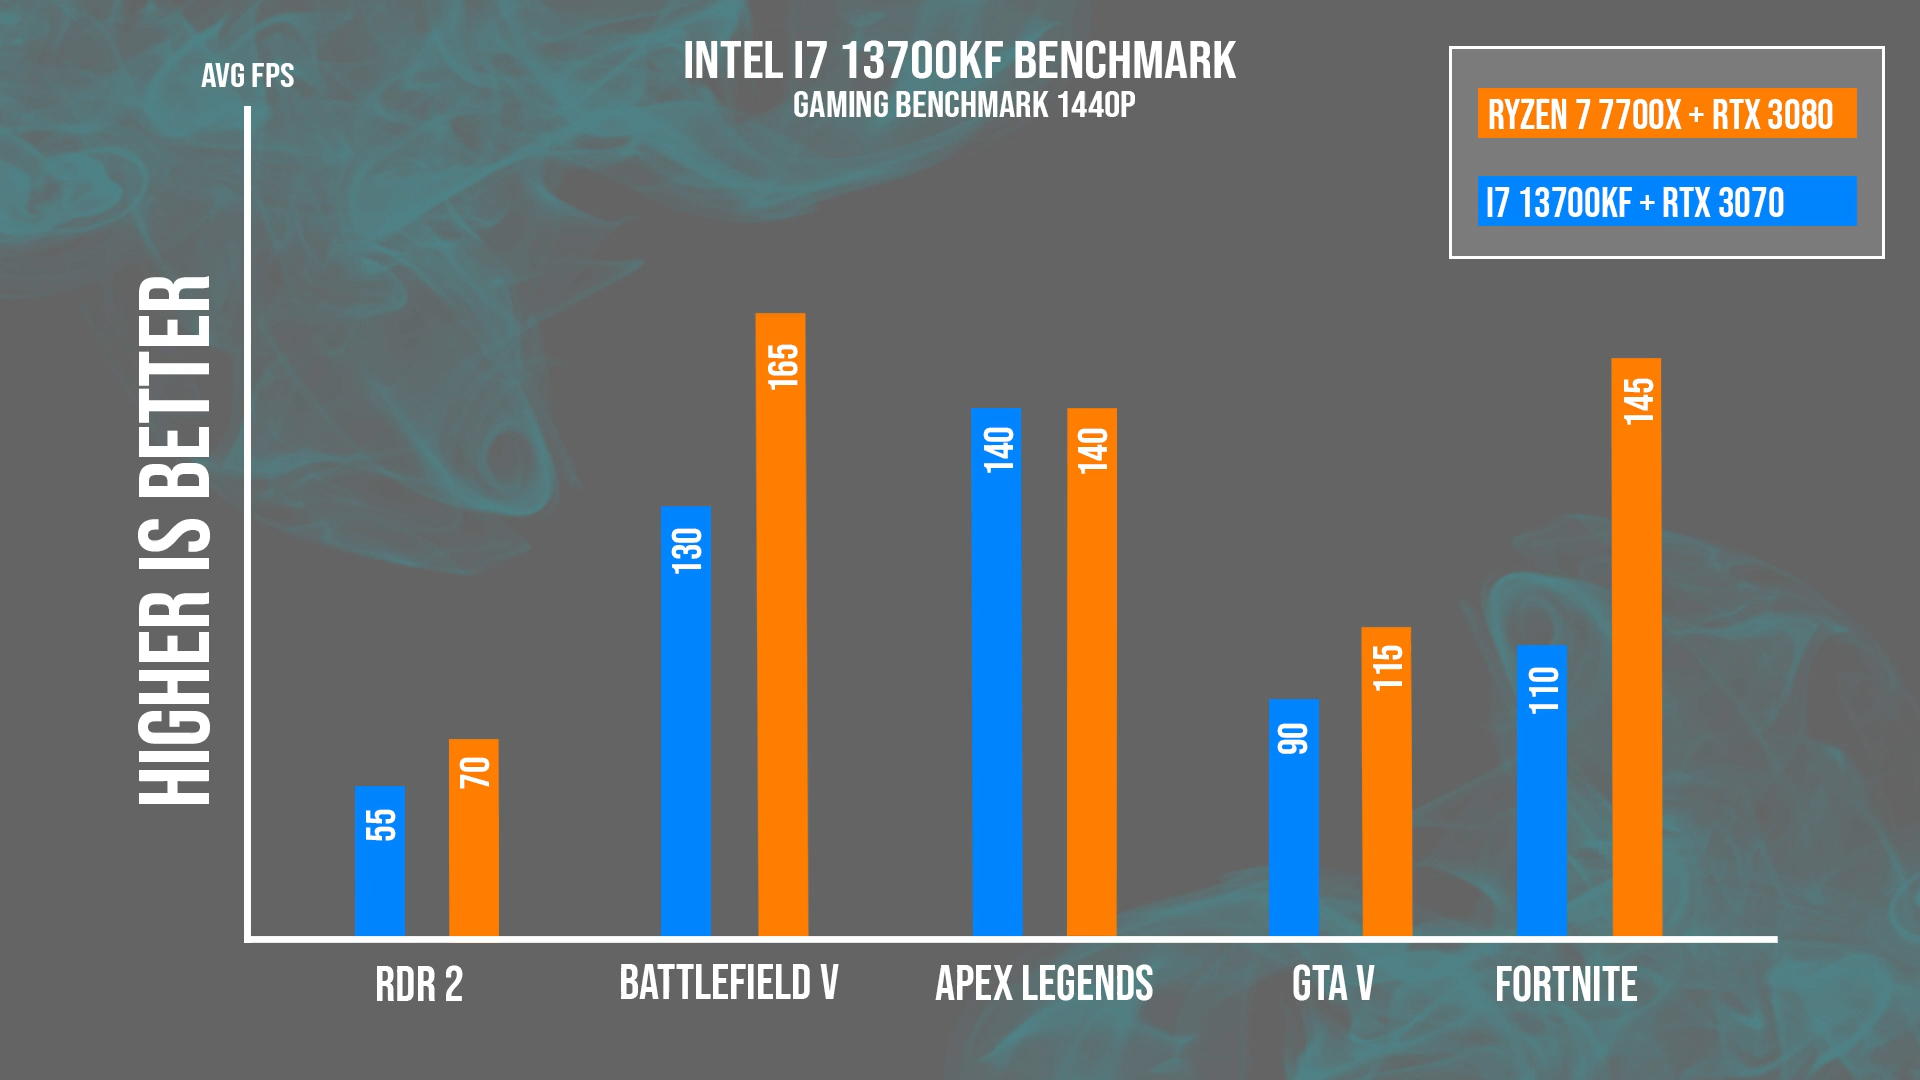 INTEL I7 13700KF BENCHMARK
GAMING BENCHMARK 1440P
AVG FPS
RYZEN 7 7700X + RTX 3080
I7 13700KF + RTX 3070
HIGHER IS BETTER
55
70
130
165
140
140
90
115
110
145
RDR 2
BATTLEFIELD V
APEX LEGENDS
GTA V
FORTNITE